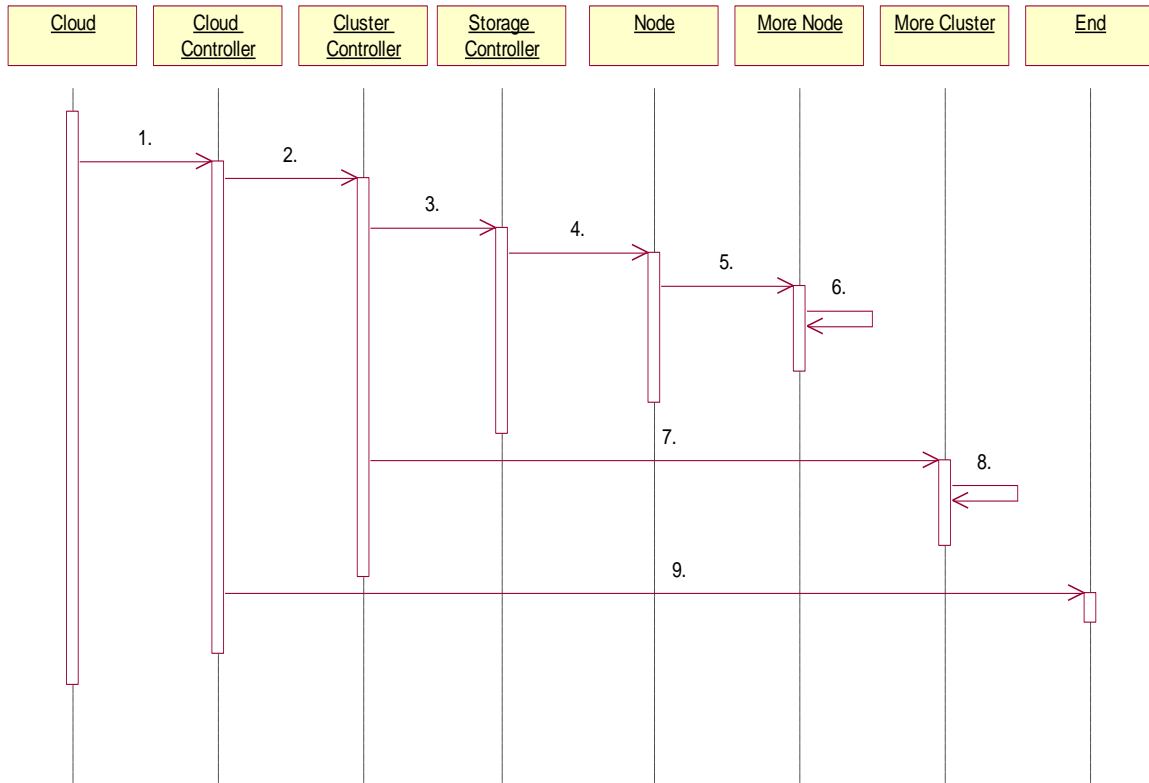 Cloud
Cloud
Controller
Cluster
Controller
Storage
Controller
Node
More Node
More Cluster
End
1.
2.
3.
4.
5.
6.
7.
8.
9.